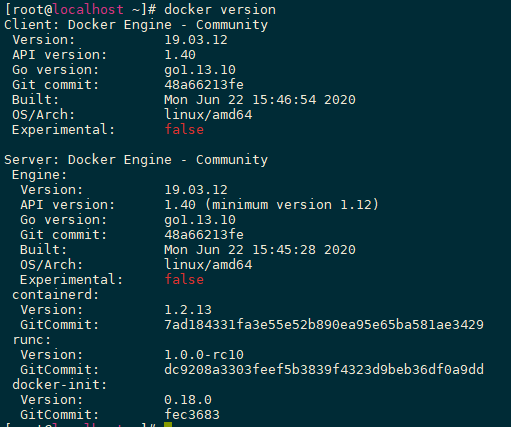 [root@localhost ~]# docker version
Client: Docker Engine - Community
Version: 19.03.12
API version: 1.40
Go version: go1.13.10
Git commit: 48a66213fe
Built: Mon Jun 22 15:46:54 2020
OS/Arch: linux/amd64
Experimental: false
Server: Docker Engine - Community
Engine:
Version: 19.03.12
API version: 1.40 (minimum version 1.12)
Go version: go1.13.10
Git commit: 48a66213fe
Built: Mon Jun 22 15:45:28 2020
OS/Arch: linux/amd64
Experimental: false
containerd:
Version: 1.2.13
GitCommit: 7ad184331fa3e55e52b890ea95e65ba581ae3429
runc:
Version: 1.0.0-rc10
GitCommit: dc9208a3303feef5b3839f4323d9beb36df0a9dd
docker-init:
Version: 0.18.0
GitCommit: fec3683
[root@localhost ~]#